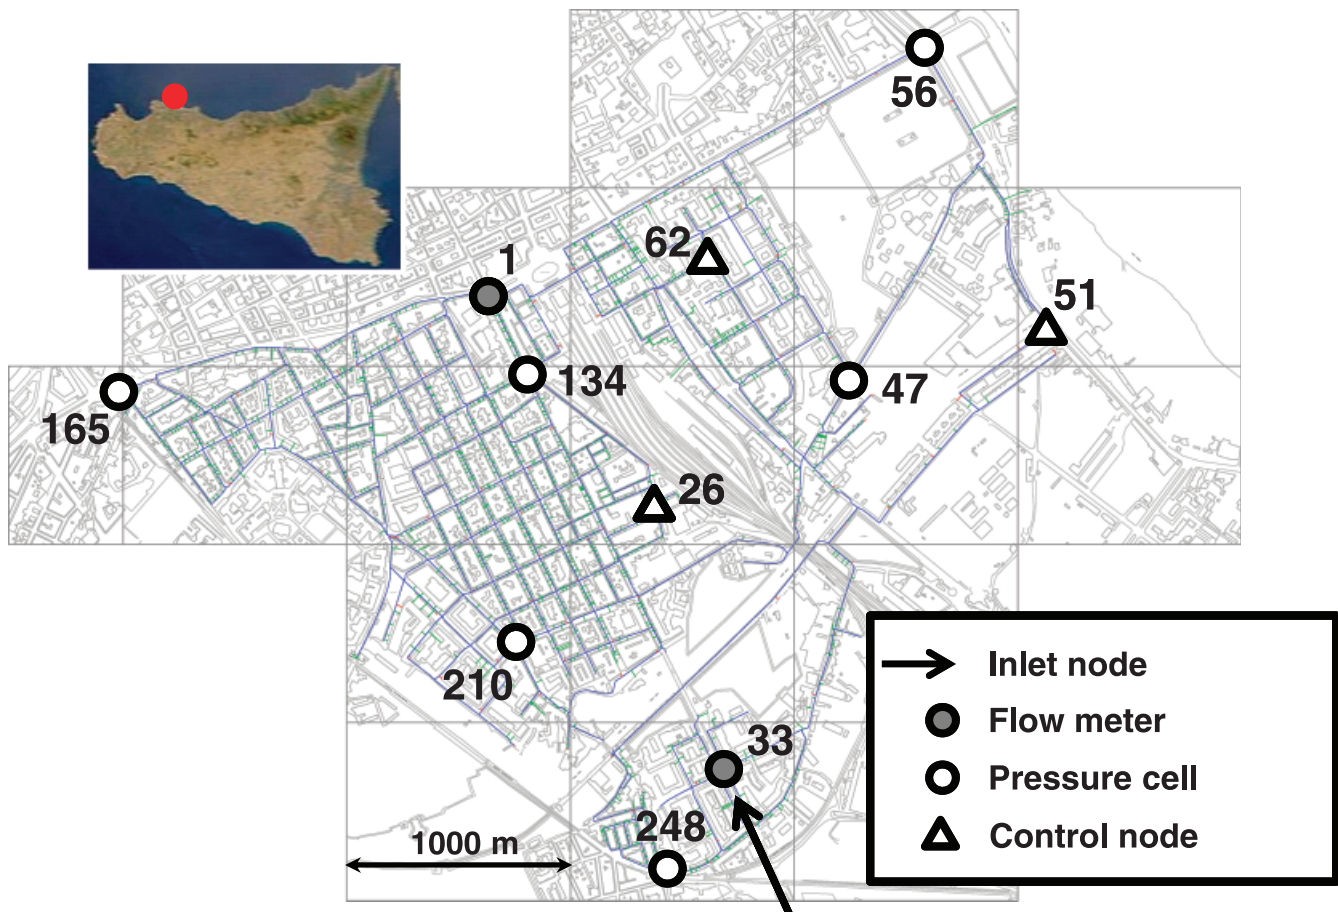 56
62
1
51
134
47
165
26
210
33
248
1000 m
Inlet node
Flow meter
Pressure cell
Control node